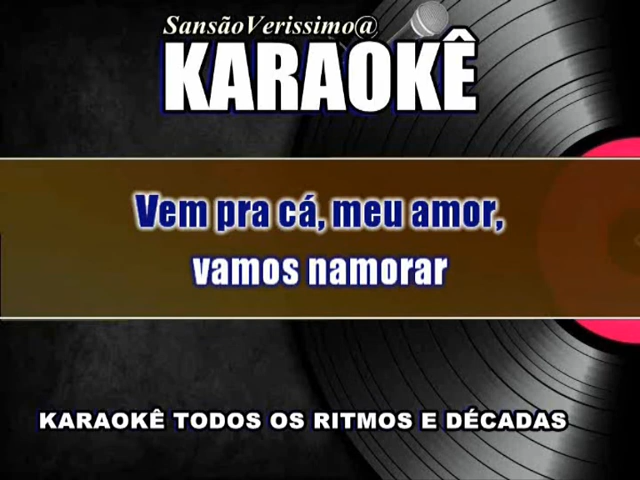 SansãoVerissimo@
KARAOKÊ
Vem pra cá, meu amor,
vamos namorar
KARAOKÊ TODOS OS RITMOS E DÉCADAS